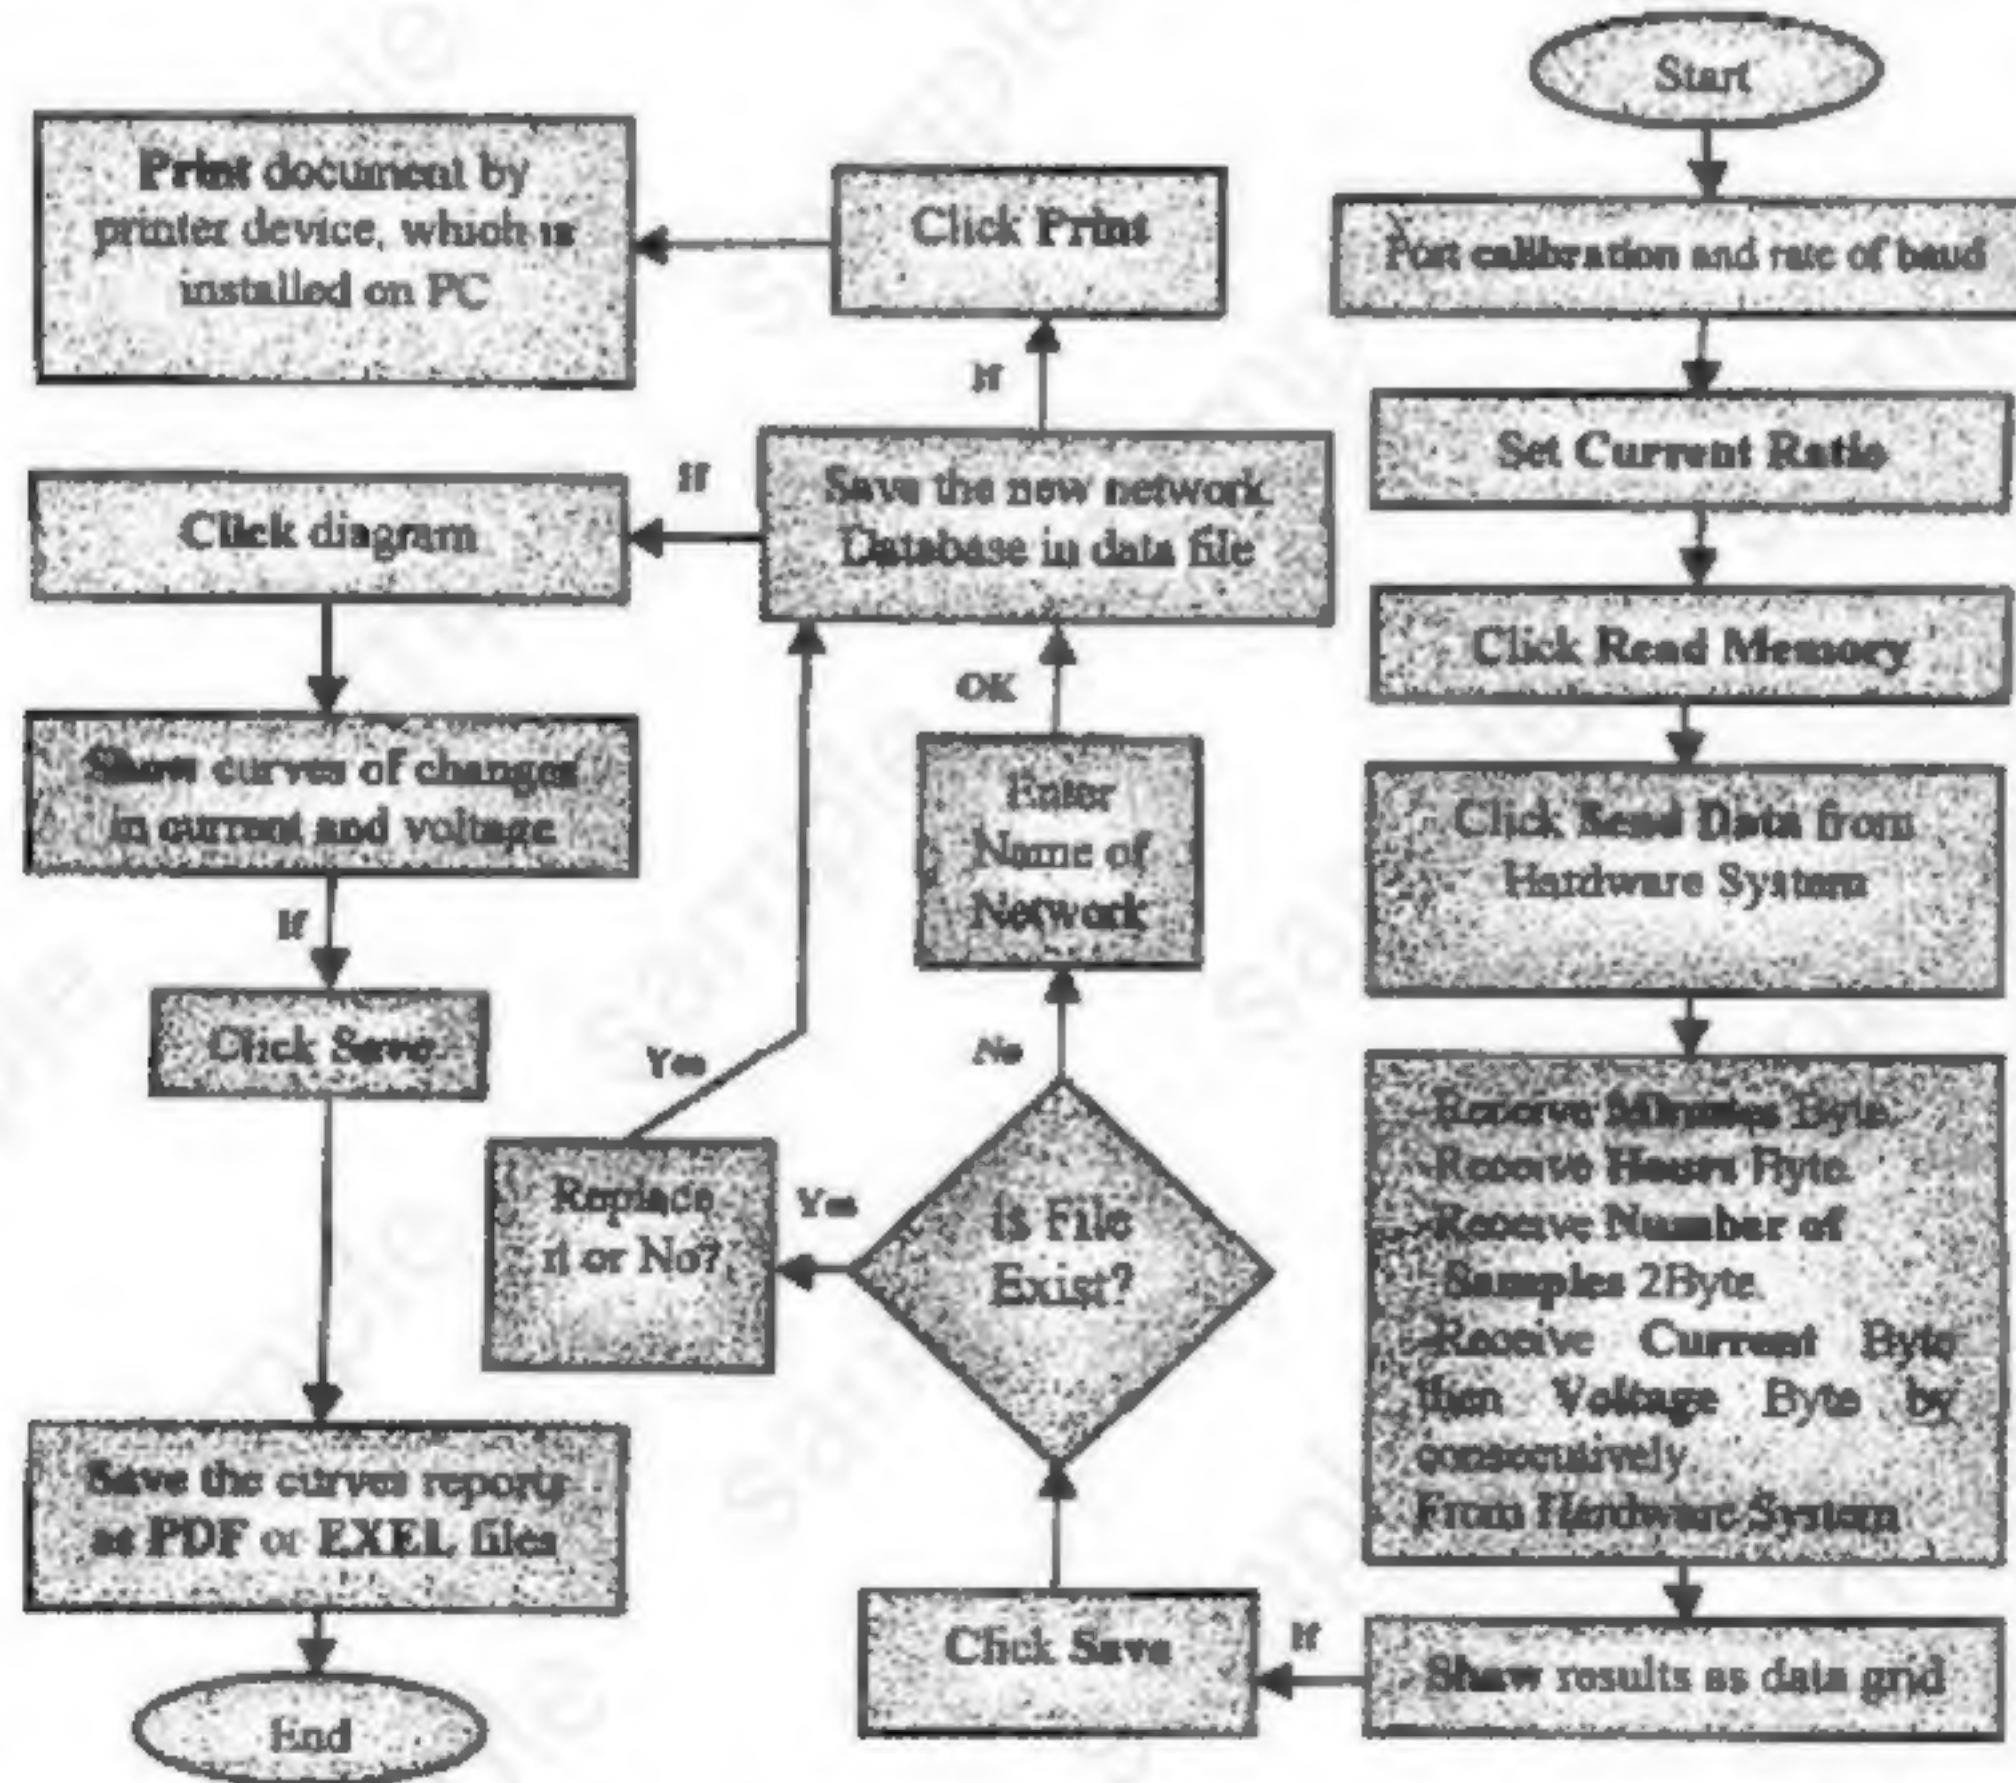 Start
Port calibration and rate of baud
Set Current Ratio
Click Read Memory
Click Send Data from
Hardware System
-Receive Minutes Byte.
-Receive Hours Byte.
-Receive Number of
Samples 2Byte.
-Receive Current Byte
then Voltage Byte by
consecutively.
From Hardware System
Show results as data grid
If
Click Save
Is File
Exist?
Yes
Replace
it or No?
Yes
No
Enter
Name of
Network
OK
Save the new network
Database in data file
If
Click Print
Print document by
printer device, which is
installed on PC
If
Click diagram
Show curves of changes
in current and voltage
If
Click Save
Save the curves reports
as PDF or EXEL files
End
sample